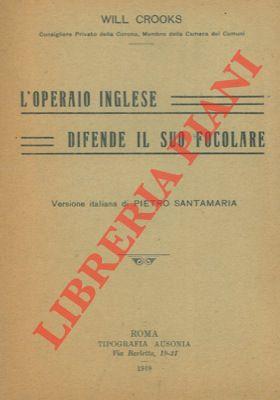 WILL CROOKS
Consigliere Privato della Corona, Membro della Camera dei Comuni
L'OPERAIO INGLESE
DIFENDE IL SUO FOCOLARE
Versione italiana di PIETRO SANTAMARIA
LIBRERIA PIANI
ROMA
TIPOGRAFIA AUSONIA
Via Barletta, 19-21